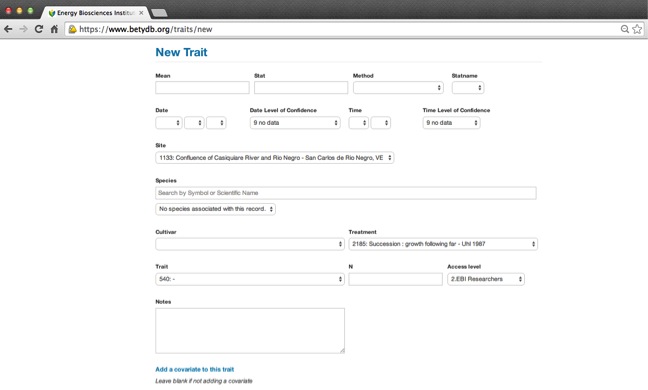 Energy Biosciences Institut
https://www.betydb.org/traits/new
New Trait
Mean Stat Method Statname
Date Date Level of Confidence Time Time Level of Confidence
9 no data 9 no data
Site
1133: Confluence of Casiquiare River and Rio Negro - San Carlos de Rio Negro, VE
Species
Search by Symbol or Scientific Name
No species associated with this record.
Cultivar Treatment
2185: Succession : growth following far - Uhl 1987
Trait N Access level
540: - 2.EBI Researchers
Notes
Add a covariate to this trait
Leave blank if not adding a covariate